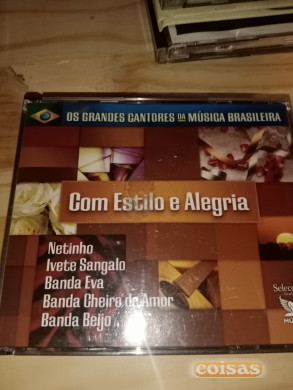 OS GRANDES CANTORES DA MÚSICA BRASILEIRA
Com Estilo e Alegria
Netinho
Ivete Sangalo
Banda Eva
Banda Cheiro de Amor
Banda Beijo
coisas